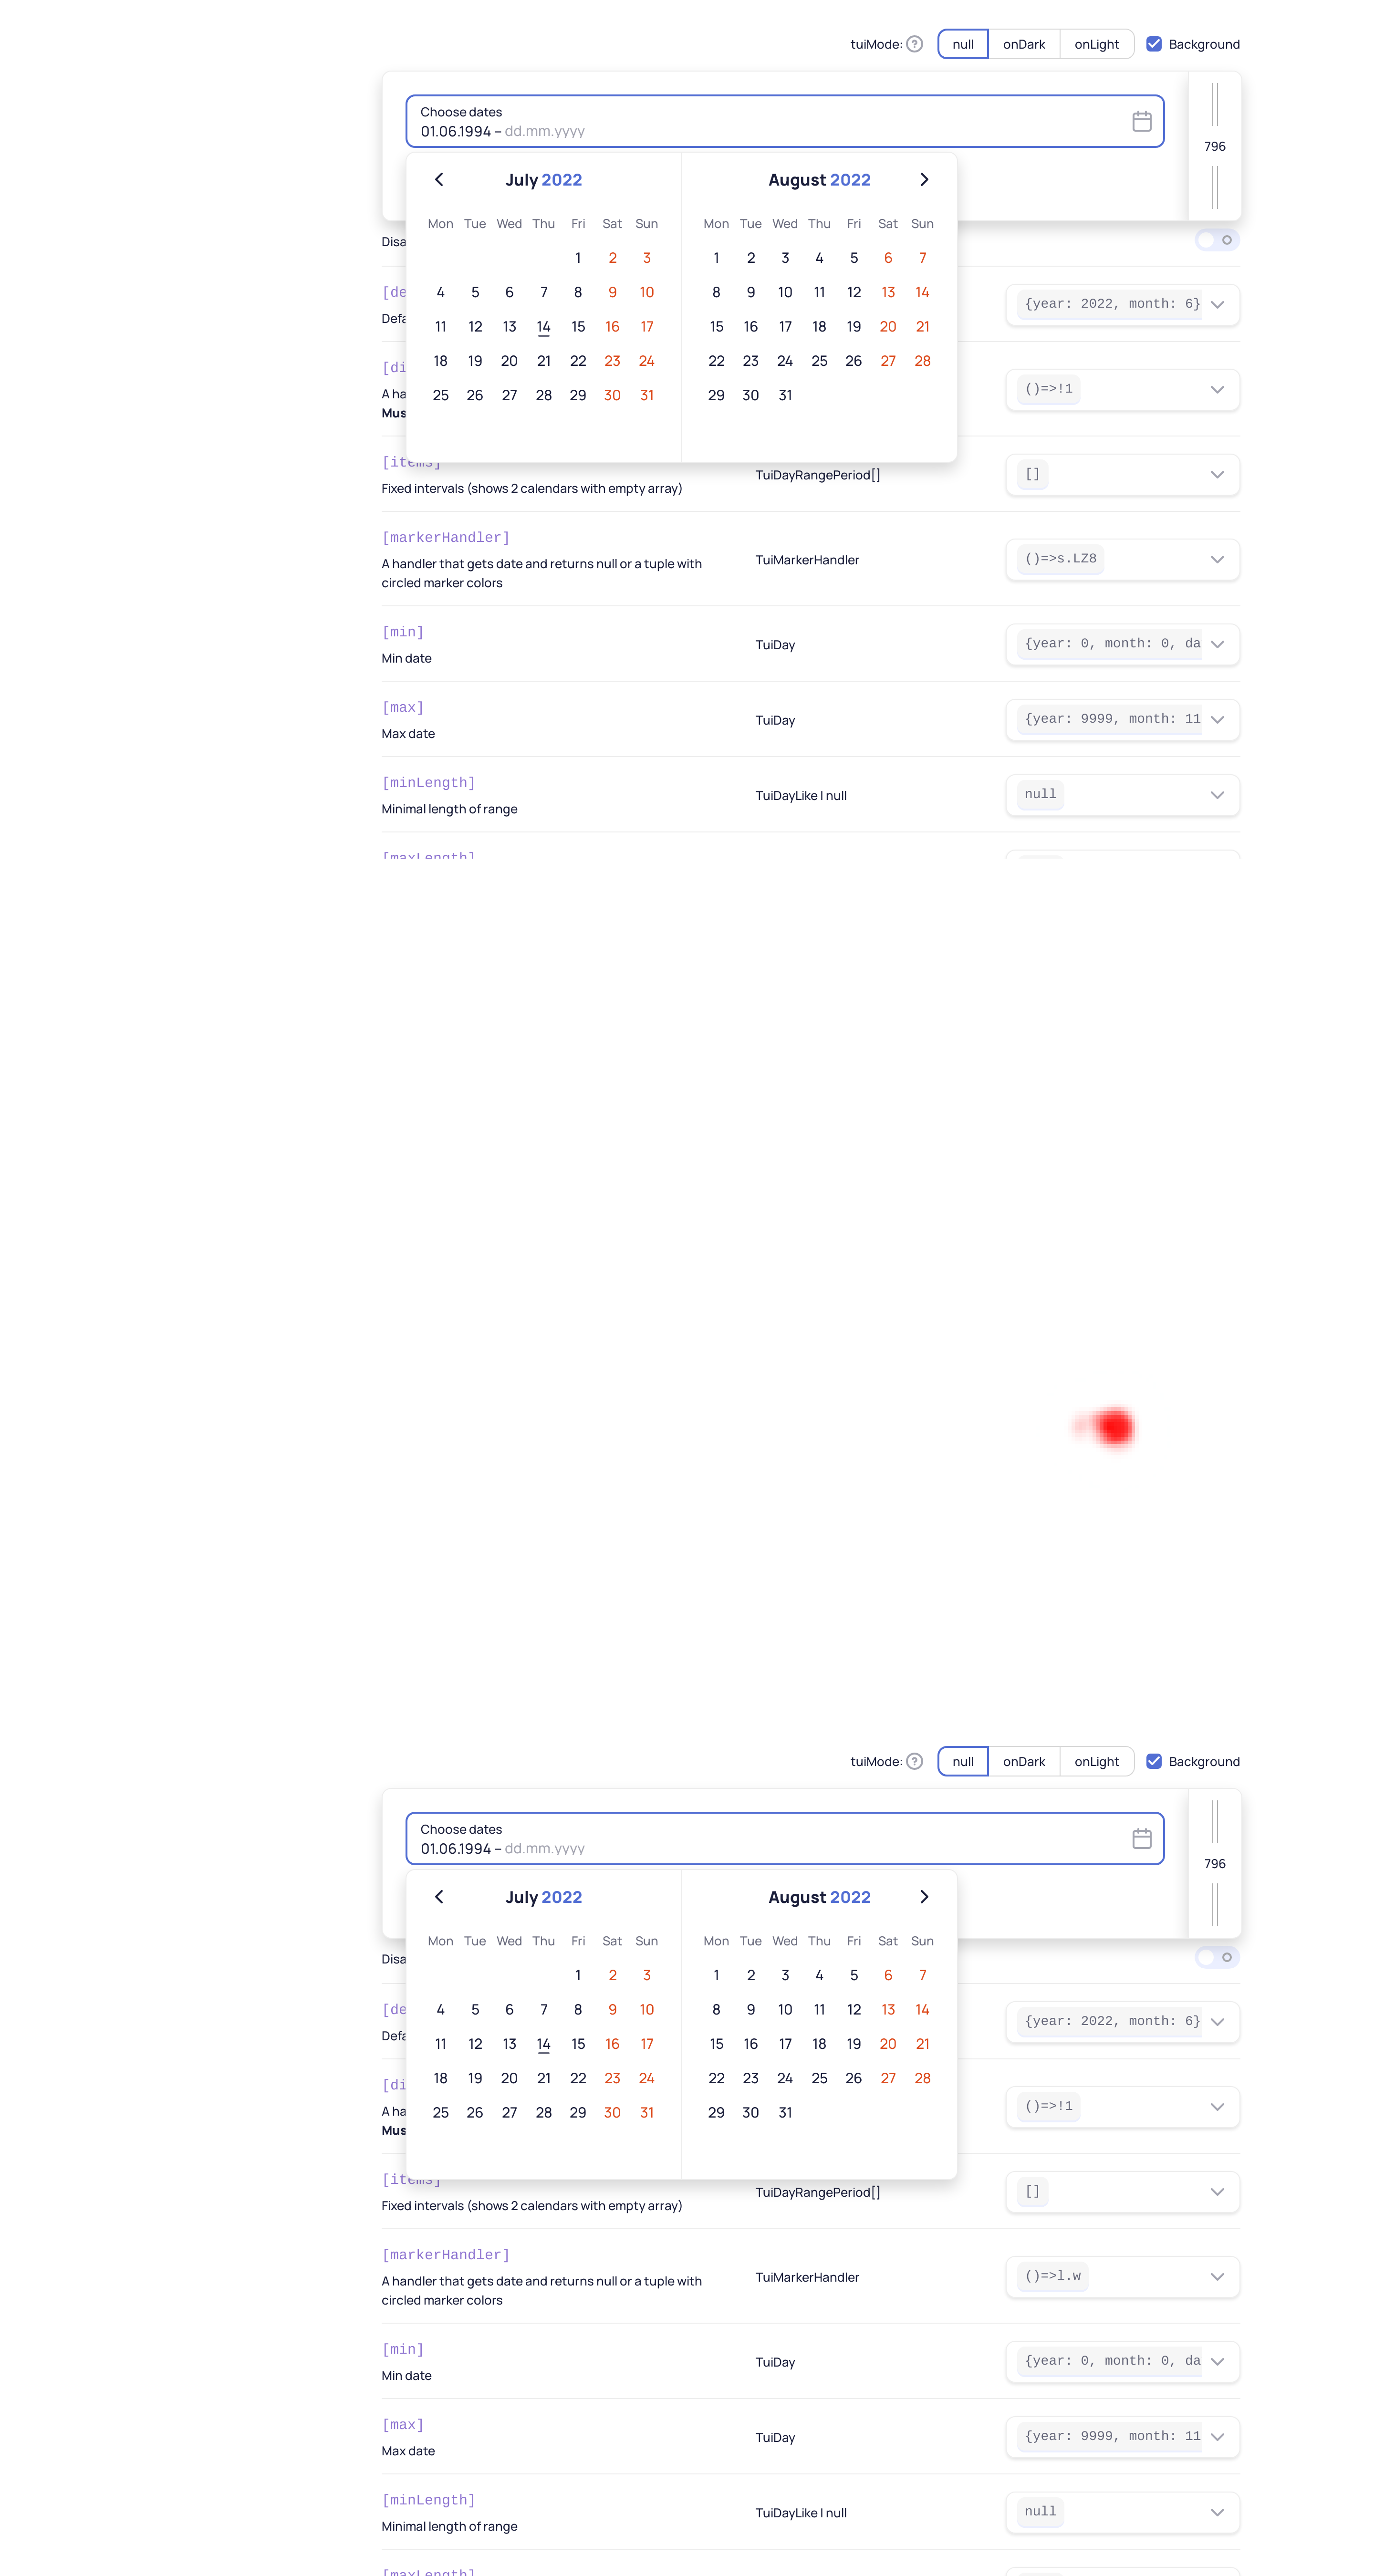 tuiMode: ? null onDark onLight Background
Choose dates
01.06.1994 – dd.mm.yyyy
796
July 2022 August 2022
Mon Tue Wed Thu Fri Sat Sun Mon Tue Wed Thu Fri Sat Sun
1 2 3 1 2 3 4 5 6 7
4 5 6 7 8 9 10 8 9 10 11 12 13 14
11 12 13 14 15 16 17 15 16 17 18 19 20 21
18 19 20 21 22 23 24 22 23 24 25 26 27 28
25 26 27 28 29 30 31 29 30 31
Disa
[de
Defa
{year: 2022, month: 6}
[di
A ha
Mus
()=>!1
[items]
Fixed intervals (shows 2 calendars with empty array)
TuiDayRangePeriod[]
[]
[markerHandler]
A handler that gets date and returns null or a tuple with
circled marker colors
TuiMarkerHandler
()=>s.LZ8
[min]
Min date
TuiDay
{year: 0, month: 0, da
[max]
Max date
TuiDay
{year: 9999, month: 11
[minLength]
Minimal length of range
TuiDayLike | null
null
[maxLength]
tuiMode: ? null onDark onLight Background
Choose dates
01.06.1994 – dd.mm.yyyy
796
July 2022 August 2022
Mon Tue Wed Thu Fri Sat Sun Mon Tue Wed Thu Fri Sat Sun
1 2 3 1 2 3 4 5 6 7
4 5 6 7 8 9 10 8 9 10 11 12 13 14
11 12 13 14 15 16 17 15 16 17 18 19 20 21
18 19 20 21 22 23 24 22 23 24 25 26 27 28
25 26 27 28 29 30 31 29 30 31
Disa
[de
Defa
{year: 2022, month: 6}
[di
A ha
Mus
()=>!1
[items]
Fixed intervals (shows 2 calendars with empty array)
TuiDayRangePeriod[]
[]
[markerHandler]
A handler that gets date and returns null or a tuple with
circled marker colors
TuiMarkerHandler
()=>l.w
[min]
Min date
TuiDay
{year: 0, month: 0, da
[max]
Max date
TuiDay
{year: 9999, month: 11
[minLength]
Minimal length of range
TuiDayLike | null
null
[maxLength]